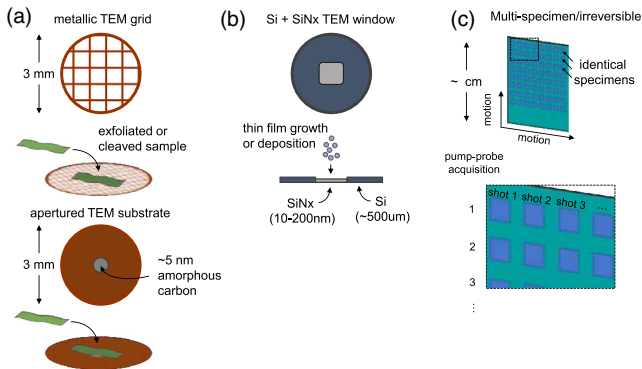 (a)
metallic TEM grid
3 mm
exfoliated or
cleaved sample
apertured TEM substrate
3 mm
~5 nm
amorphous
carbon
(b)
Si + SiNx TEM window
thin film growth
or deposition
SiNx
(10-200nm)
Si
(~500um)
(c)
Multi-specimen/irreversible
~ cm
identical
specimens
motion
motion
pump-probe
acquisition
shot 1 shot 2 shot 3 ...
1
2
3
⋮